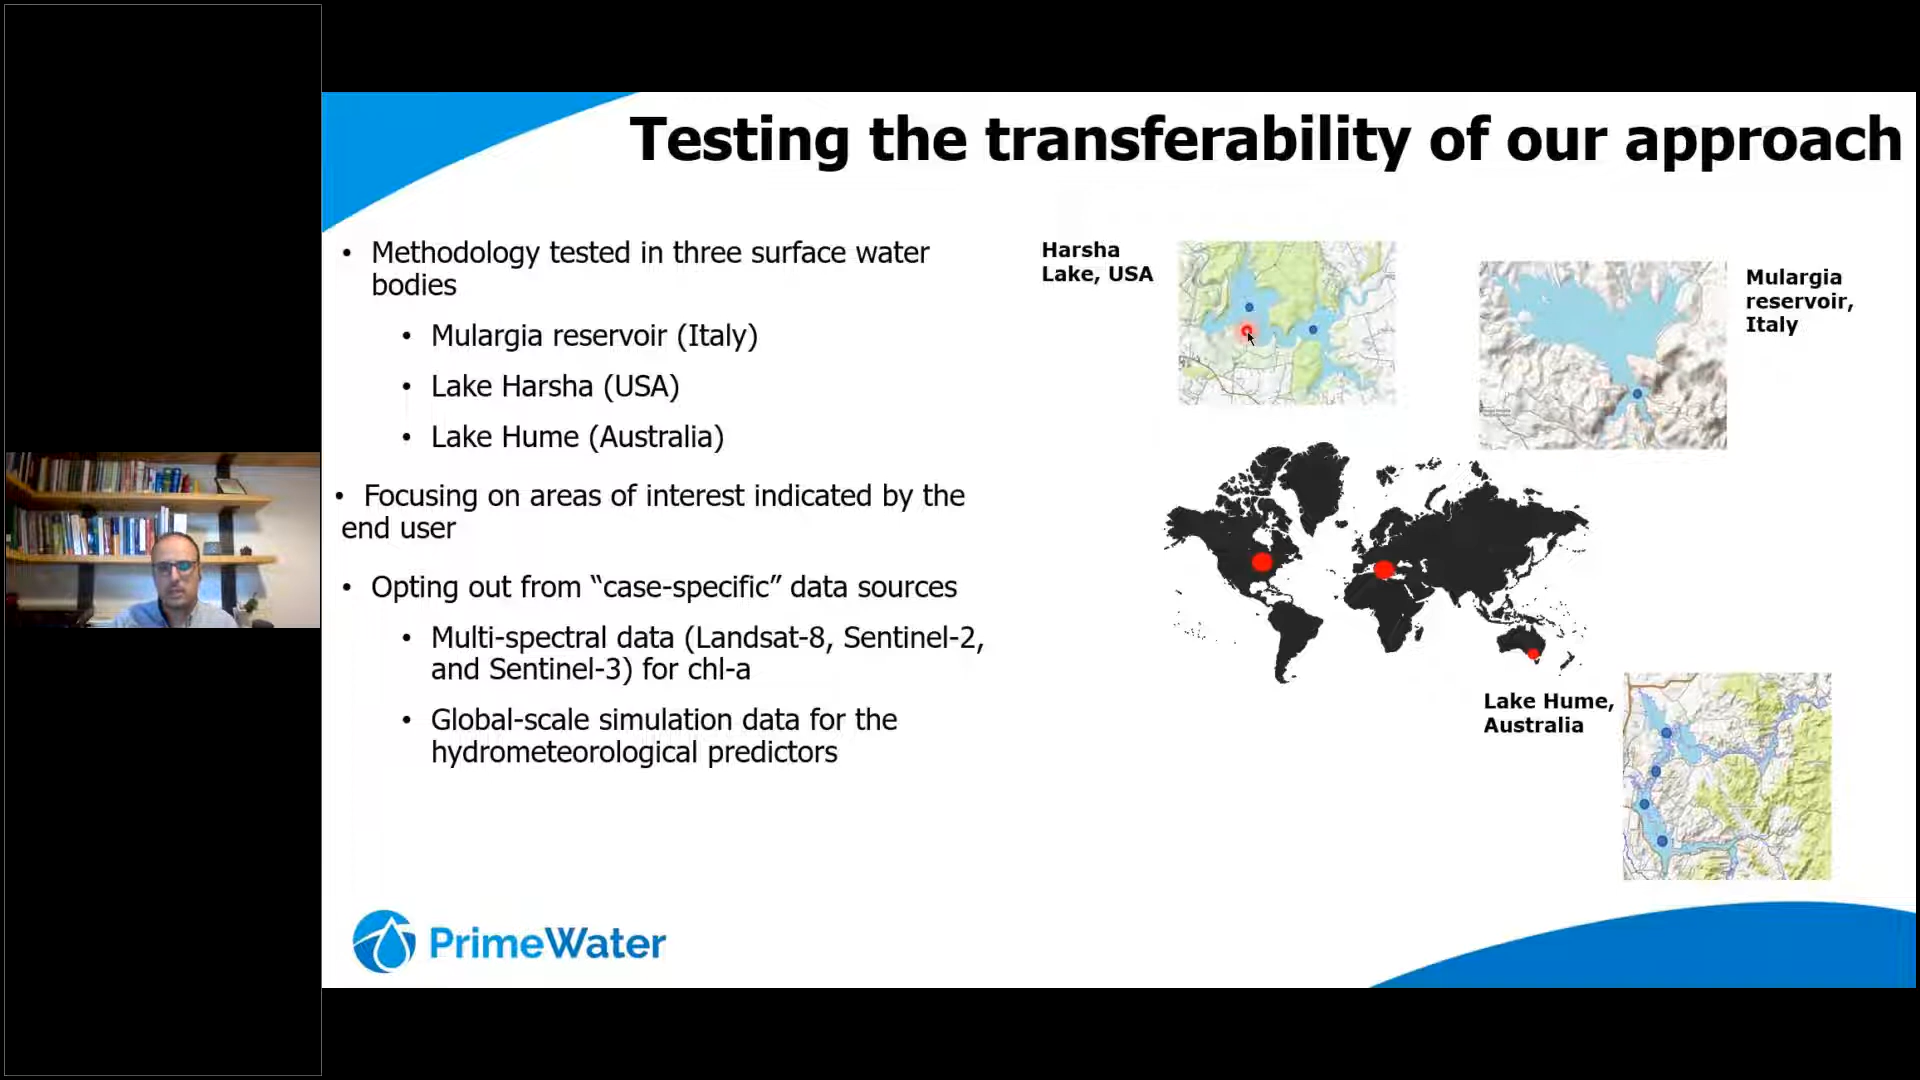 Testing the transferability of our approach
• Methodology tested in three surface water
bodies
• Mulargia reservoir (Italy)
• Lake Harsha (USA)
• Lake Hume (Australia)
• Focusing on areas of interest indicated by the
end user
• Opting out from “case-specific” data sources
• Multi-spectral data (Landsat-8, Sentinel-2,
and Sentinel-3) for chl-a
• Global-scale simulation data for the
hydrometeorological predictors
Harsha
Lake, USA
Mulargia
reservoir,
Italy
Lake Hume,
Australia
PrimeWater